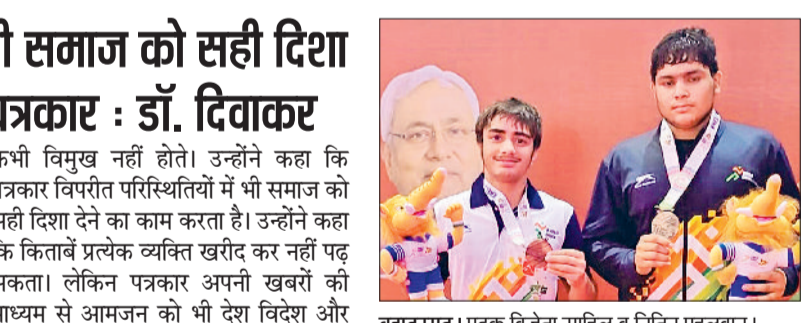 समाज को सही दिशा
पत्रकार : डॉ. दिवाकर
कभी विमुख नहीं होते। उन्होंने कहा कि
पत्रकार विपरीत परिस्थितियों में भी समाज को
सही दिशा देने का काम करता है। उन्होंने कहा
कि किताबें प्रत्येक व्यक्ति खरीद कर नहीं पढ़
सकता। लेकिन पत्रकार अपनी खबरों की
माध्यम से आमजन को भी देश विदेश और